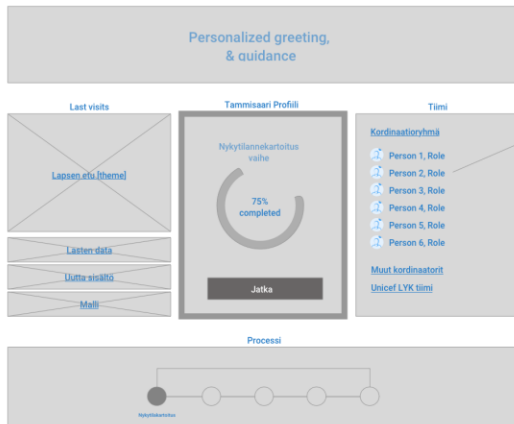 Personalized greeting,
& guidance
Last visits
Lapsen etu [theme]
Lasten data
Uutta sisältö
Malli
Tammisaari Profiili
Nykytilannekartoitus
vaihe
75%
completed
Jatka
Tiimi
Kordinaatioryhmä
Person 1, Role
Person 2, Role
Person 3, Role
Person 4, Role
Person 5, Role
Person 6, Role
Muut kordinaatorit
Unicef LYK tiimi
Processi
Nykytilakartoitus